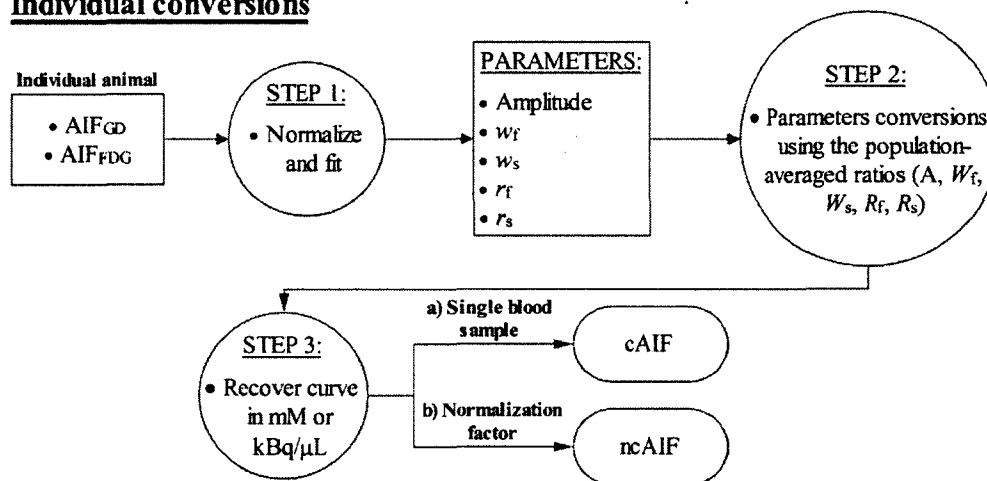 Individual conversions
Individual animal
• AIFGD
• AIFFDG
STEP 1:
• Normalize
and fit
PARAMETERS:
• Amplitude
• wf
• ws
• rf
• rs
STEP 2:
• Parameters conversions
using the population-
averaged ratios (A, Wf,
Ws, Rf, Rs)
STEP 3:
• Recover curve
in mM or
kBq/μL
a) Single blood
sample
cAIF
b) Normalization
factor
ncAIF